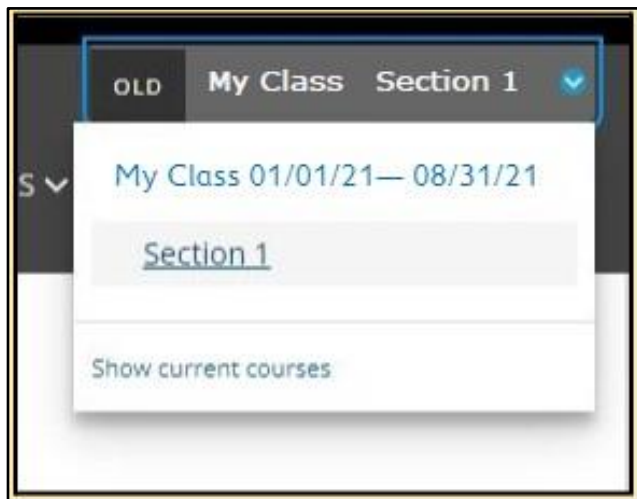 OLD My Class Section 1
S
My Class 01/01/21— 08/31/21
Section 1
Show current courses